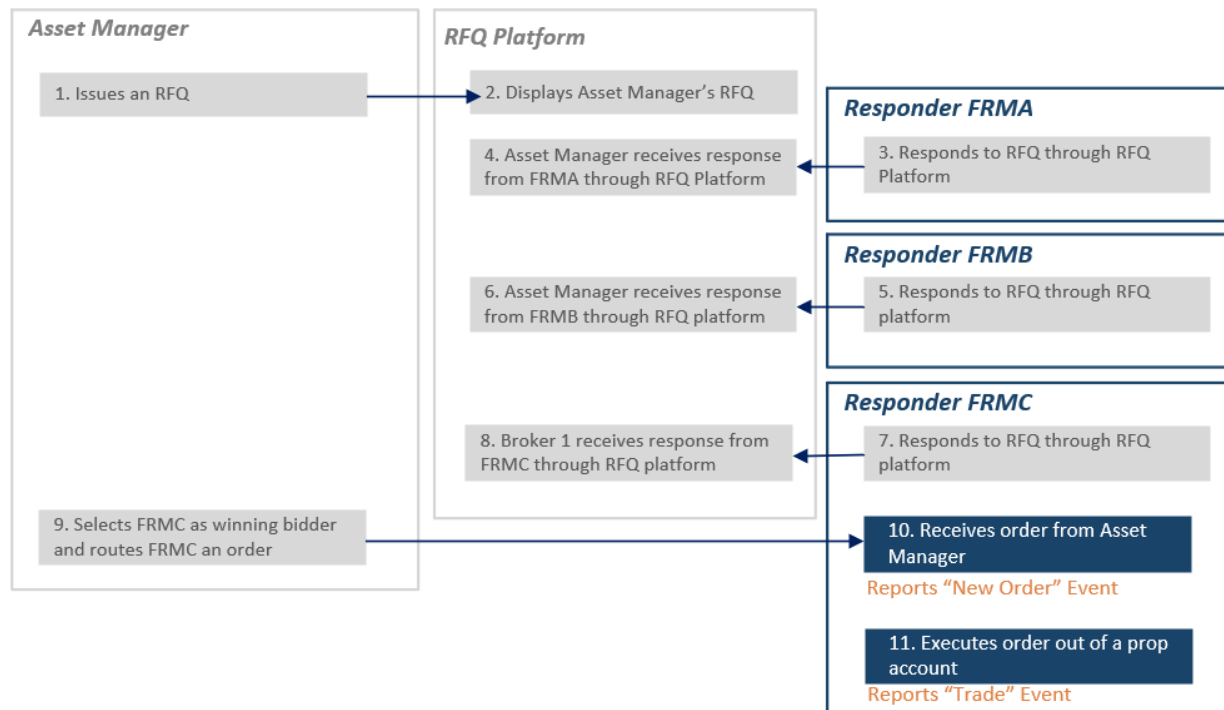 Asset Manager
RFQ Platform
1. Issues an RFQ
2. Displays Asset Manager’s RFQ
Responder FRMA
4. Asset Manager receives response
from FRMA through RFQ Platform
3. Responds to RFQ through RFQ
Platform
Responder FRMB
6. Asset Manager receives response
from FRMB through RFQ platform
5. Responds to RFQ through RFQ
platform
Responder FRMC
8. Broker 1 receives response from
FRMC through RFQ platform
7. Responds to RFQ through RFQ
platform
9. Selects FRMC as winning bidder
and routes FRMC an order
10. Receives order from Asset
Manager
Reports “New Order” Event
11. Executes order out of a prop
account
Reports “Trade” Event